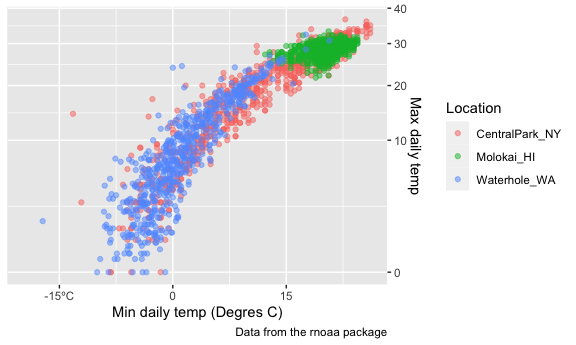 40
30
20
10
0
Max daily temp
-15ºC
0
15
Min daily temp (Degres C)
Data from the rnoaa package
Location
CentralPark_NY
Molokai_HI
Waterhole_WA